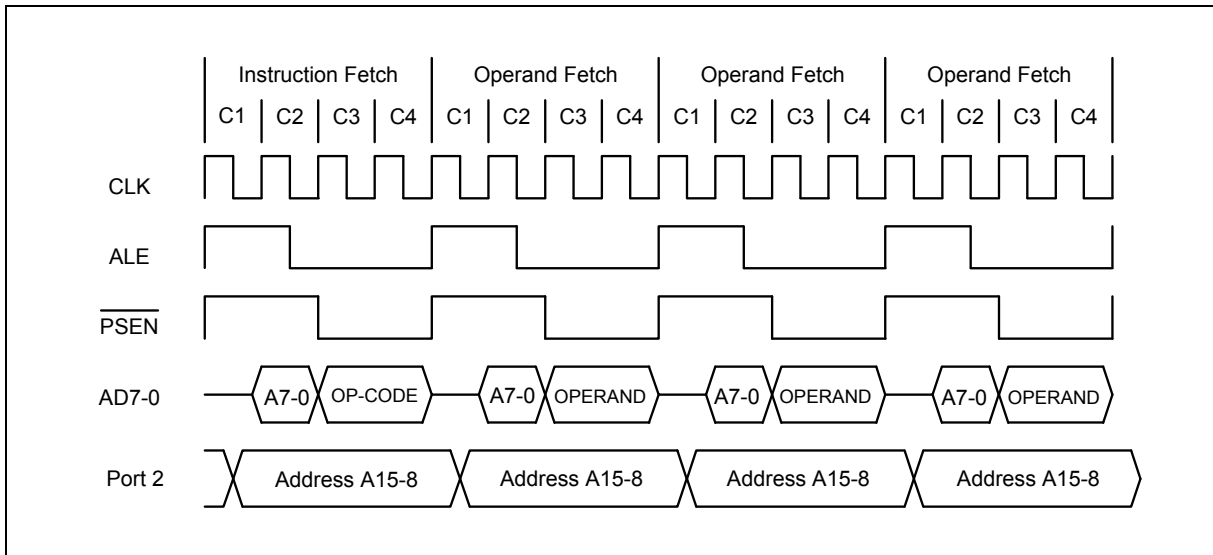 Instruction Fetch Operand Fetch Operand Fetch Operand Fetch
C1 C2 C3 C4 C1 C2 C3 C4 C1 C2 C3 C4 C1 C2 C3 C4
CLK
ALE
PSEN
AD7-0 A7-0 OP-CODE A7-0 OPERAND A7-0 OPERAND A7-0 OPERAND
Port 2 Address A15-8 Address A15-8 Address A15-8 Address A15-8